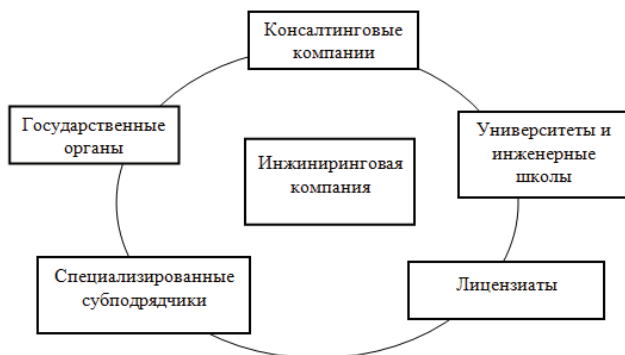 Консалтинговые
компании
Государственные
органы
Университеты и
инженерные
школы
Инжиниринговая
компания
Специализированные
субподрядчики
Лицензиаты